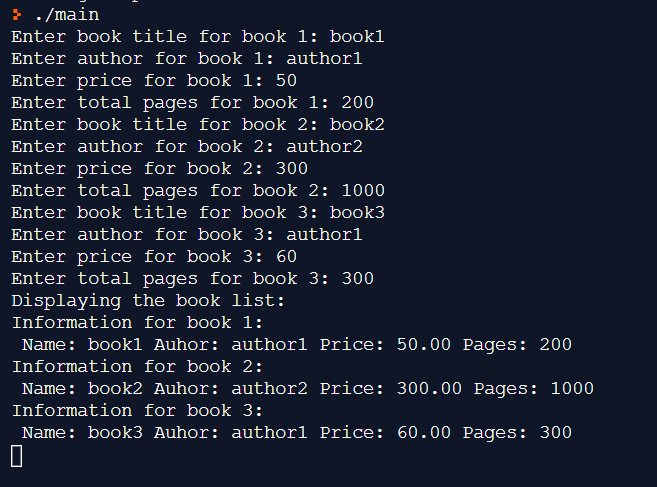 > ./main
Enter book title for book 1: book1
Enter author for book 1: author1
Enter price for book 1: 50
Enter total pages for book 1: 200
Enter book title for book 2: book2
Enter author for book 2: author2
Enter price for book 2: 300
Enter total pages for book 2: 1000
Enter book title for book 3: book3
Enter author for book 3: author1
Enter price for book 3: 60
Enter total pages for book 3: 300
Displaying the book list:
Information for book 1:
 Name: book1 Auhor: author1 Price: 50.00 Pages: 200
Information for book 2:
 Name: book2 Auhor: author2 Price: 300.00 Pages: 1000
Information for book 3:
 Name: book3 Auhor: author1 Price: 60.00 Pages: 300